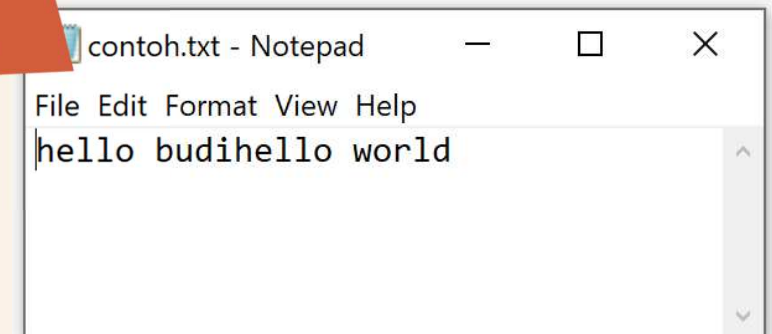 contoh.txt - Notepad
File Edit Format View Help
hello budihello world